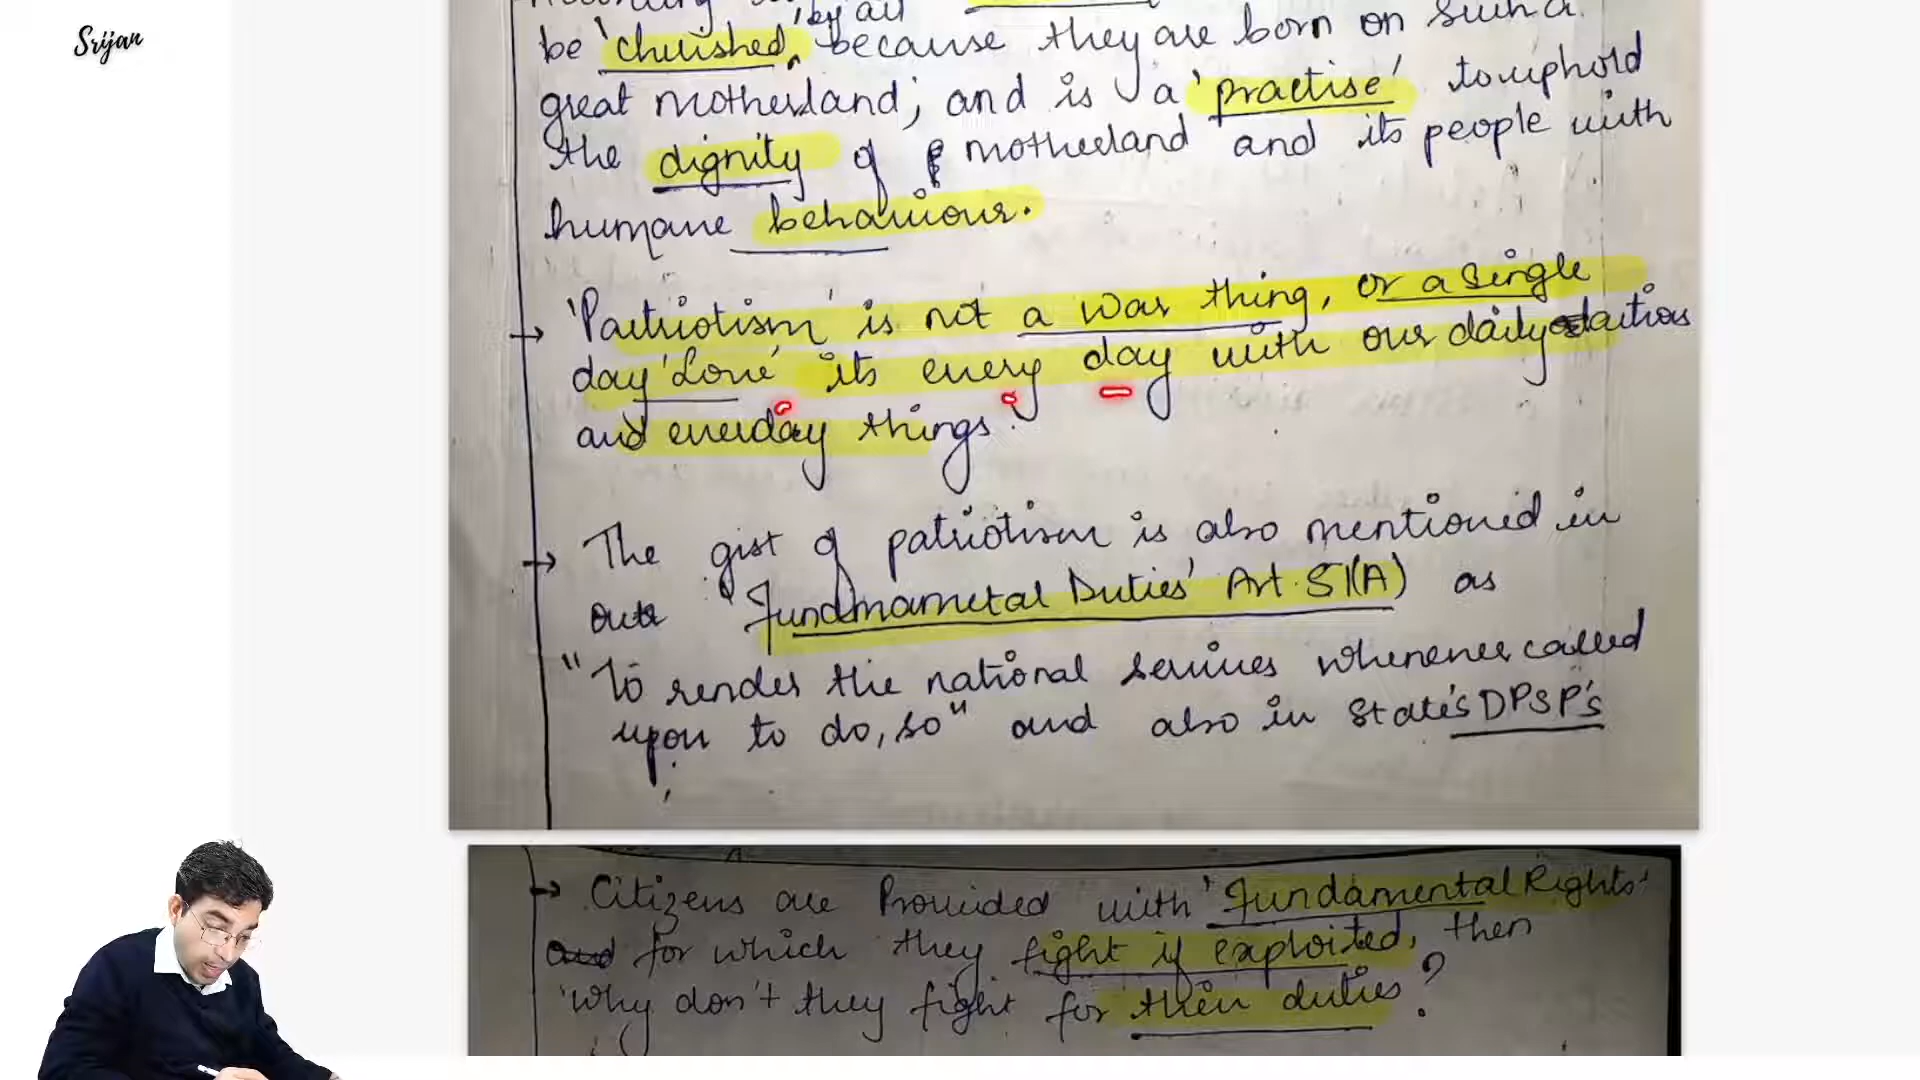 Srijan
by all
be 'cherished,' because they are born on such a
great motherland; and is a 'practise' to uphold
the dignity of motherland and its people with
humane behaviour.
→ 'Patriotism' is not a war thing, or a single
day 'Love' its every day with our daily actions
and everday things.
→ The gist of patriotism is also mentioned in
our 'Fundmametal Duties' Art. 51(A) as
"To render the national services whenever called
upon to do, so" and also in State's DPSP's
→ Citizens are Provided with 'Fundamental Rights'
and for which they fight if exploited, then
'why don't they fight for their duties?